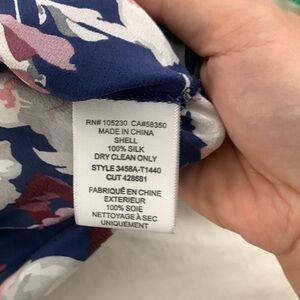 RN# 105230 CA#58350
MADE IN CHINA
SHELL
100% SILK
DRY CLEAN ONLY
STYLE 3458A-T1440
CUT 428681
FABRIQUÉ EN CHINE
EXTERIEUR
100% SOIE
NETTOYAGE À SEC
UNIQUEMENT